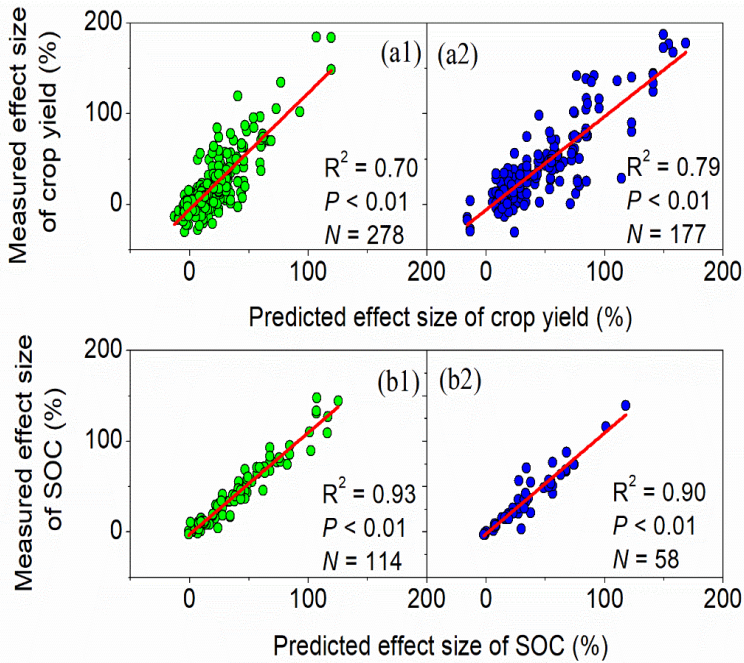 200
100
0
Measured effect size
of crop yield (%)
(a1)
R² = 0.70
P < 0.01
N = 278
(a2)
R² = 0.79
P < 0.01
N = 177
0 100 200 0 100 200
Predicted effect size of crop yield (%)
200
100
0
Measured effect size
of SOC (%)
(b1)
R² = 0.93
P < 0.01
N = 114
(b2)
R² = 0.90
P < 0.01
N = 58
0 100 200 0 100 200
Predicted effect size of SOC (%)